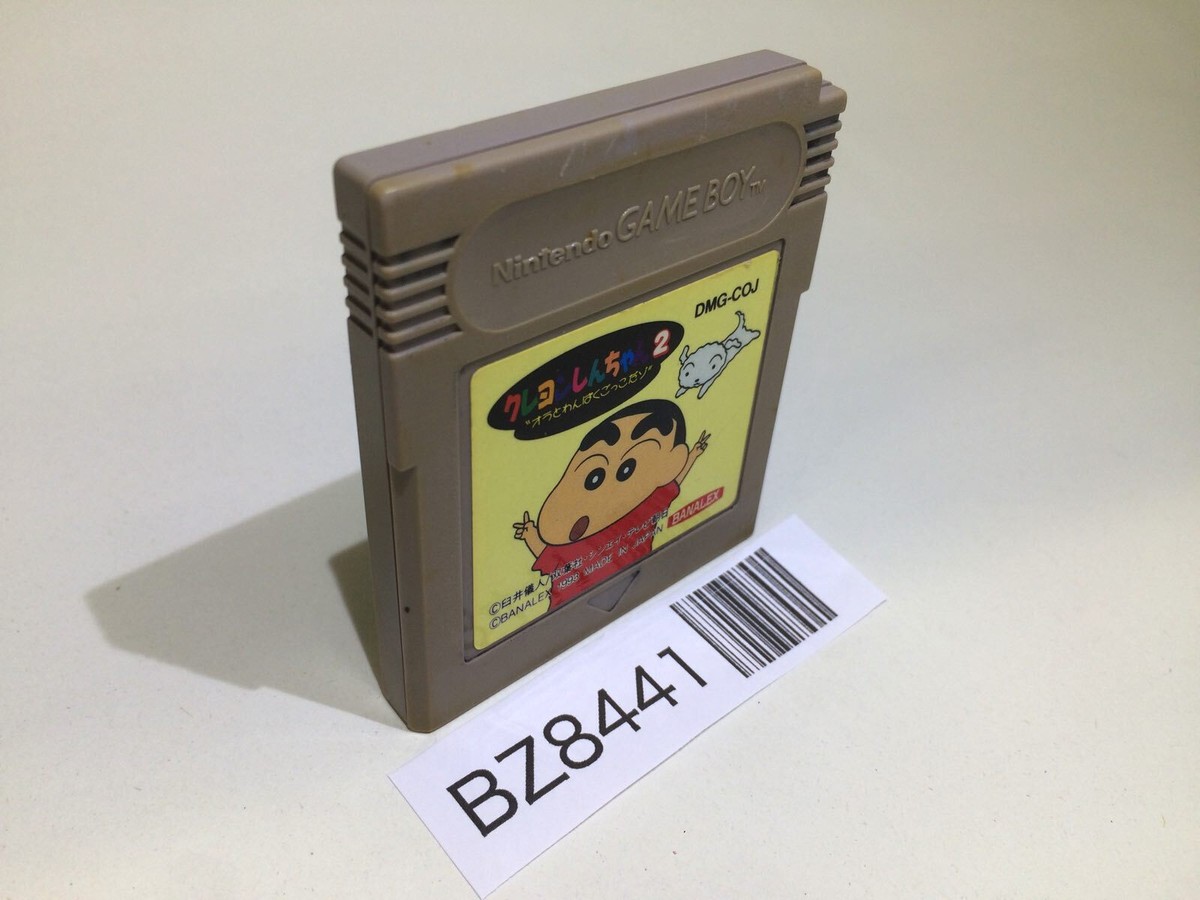 Nintendo GAME BOY TM
DMG-COJ
クレヨンしんちゃん2
"オラとわんぱくごっこだゾ"
BANALEX
©臼井儀人/双葉社・シンエイ・テレビ朝日
©BANALEX 1993 MADE IN JAPAN
BZ8441